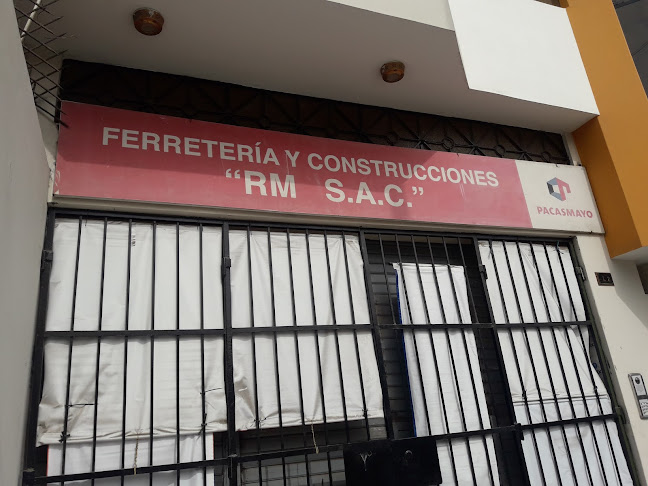 FERRETERÍA Y CONSTRUCCIONES
“RM S.A.C.”
PACASMAYO